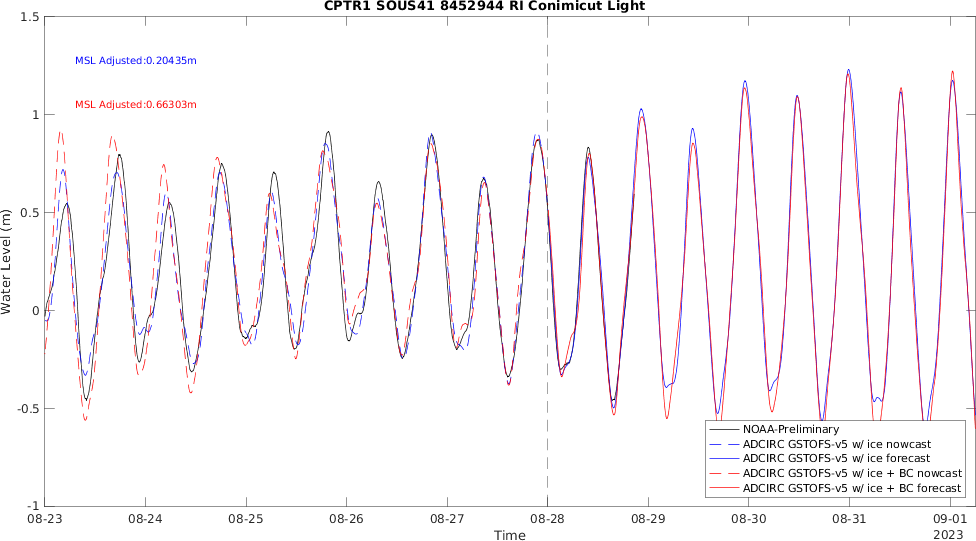 CPTR1 SOUS41 8452944 RI Conimicut Light
1.5
1
0.5
0
-0.5
-1
Water Level (m)
MSL Adjusted:0.20435m
MSL Adjusted:0.66303m
NOAA-Preliminary
ADCIRC GSTOFS-v5 w/ ice nowcast
ADCIRC GSTOFS-v5 w/ ice forecast
ADCIRC GSTOFS-v5 w/ ice + BC nowcast
ADCIRC GSTOFS-v5 w/ ice + BC forecast
08-23 08-24 08-25 08-26 08-27 08-28 08-29 08-30 08-31 09-01
2023
Time